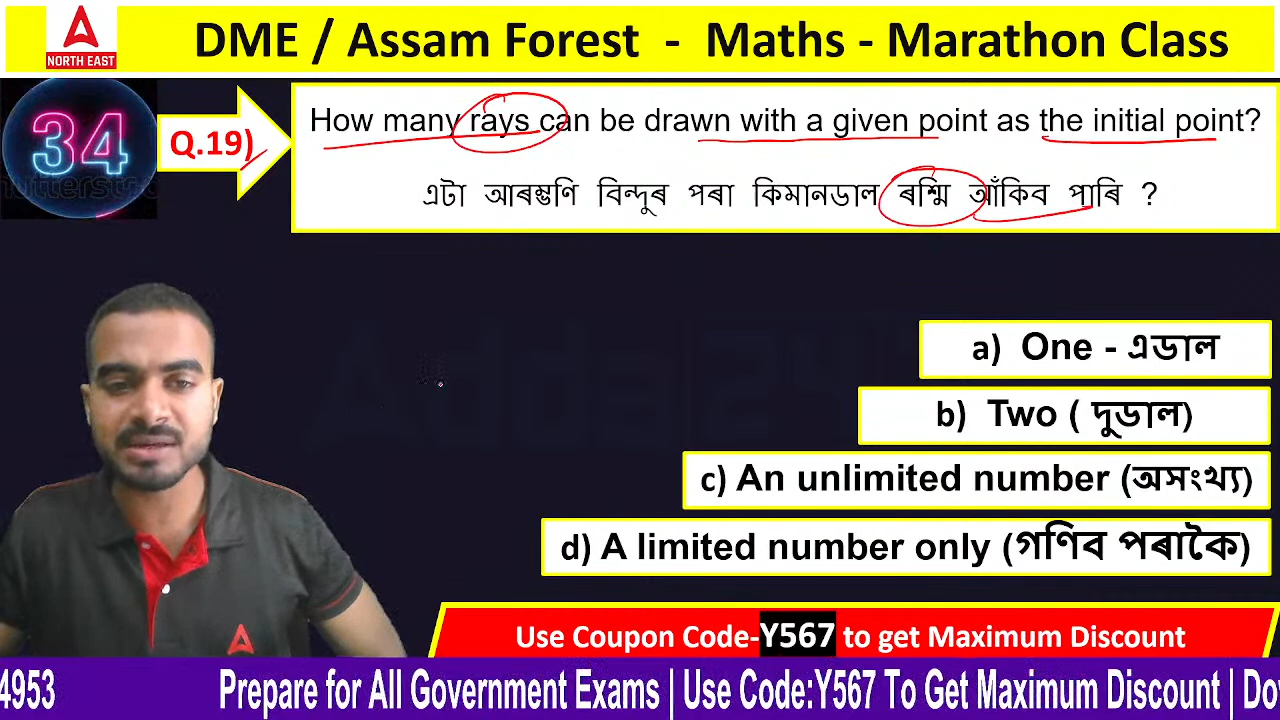 DME / Assam Forest - Maths - Marathon Class
NORTH EAST
34
Q.19)
How many rays can be drawn with a given point as the initial point?
এটা আৰম্ভণি বিন্দুৰ পৰা কিমানডাল ৰশ্মি আঁকিব পাৰি ?
a) One - এডাল
b) Two ( দুডাল)
c) An unlimited number (অসংখ্য)
d) A limited number only (গণিব পৰাকৈ)
Use Coupon Code-Y567 to get Maximum Discount
4953 Prepare for All Government Exams | Use Code:Y567 To Get Maximum Discount | Do